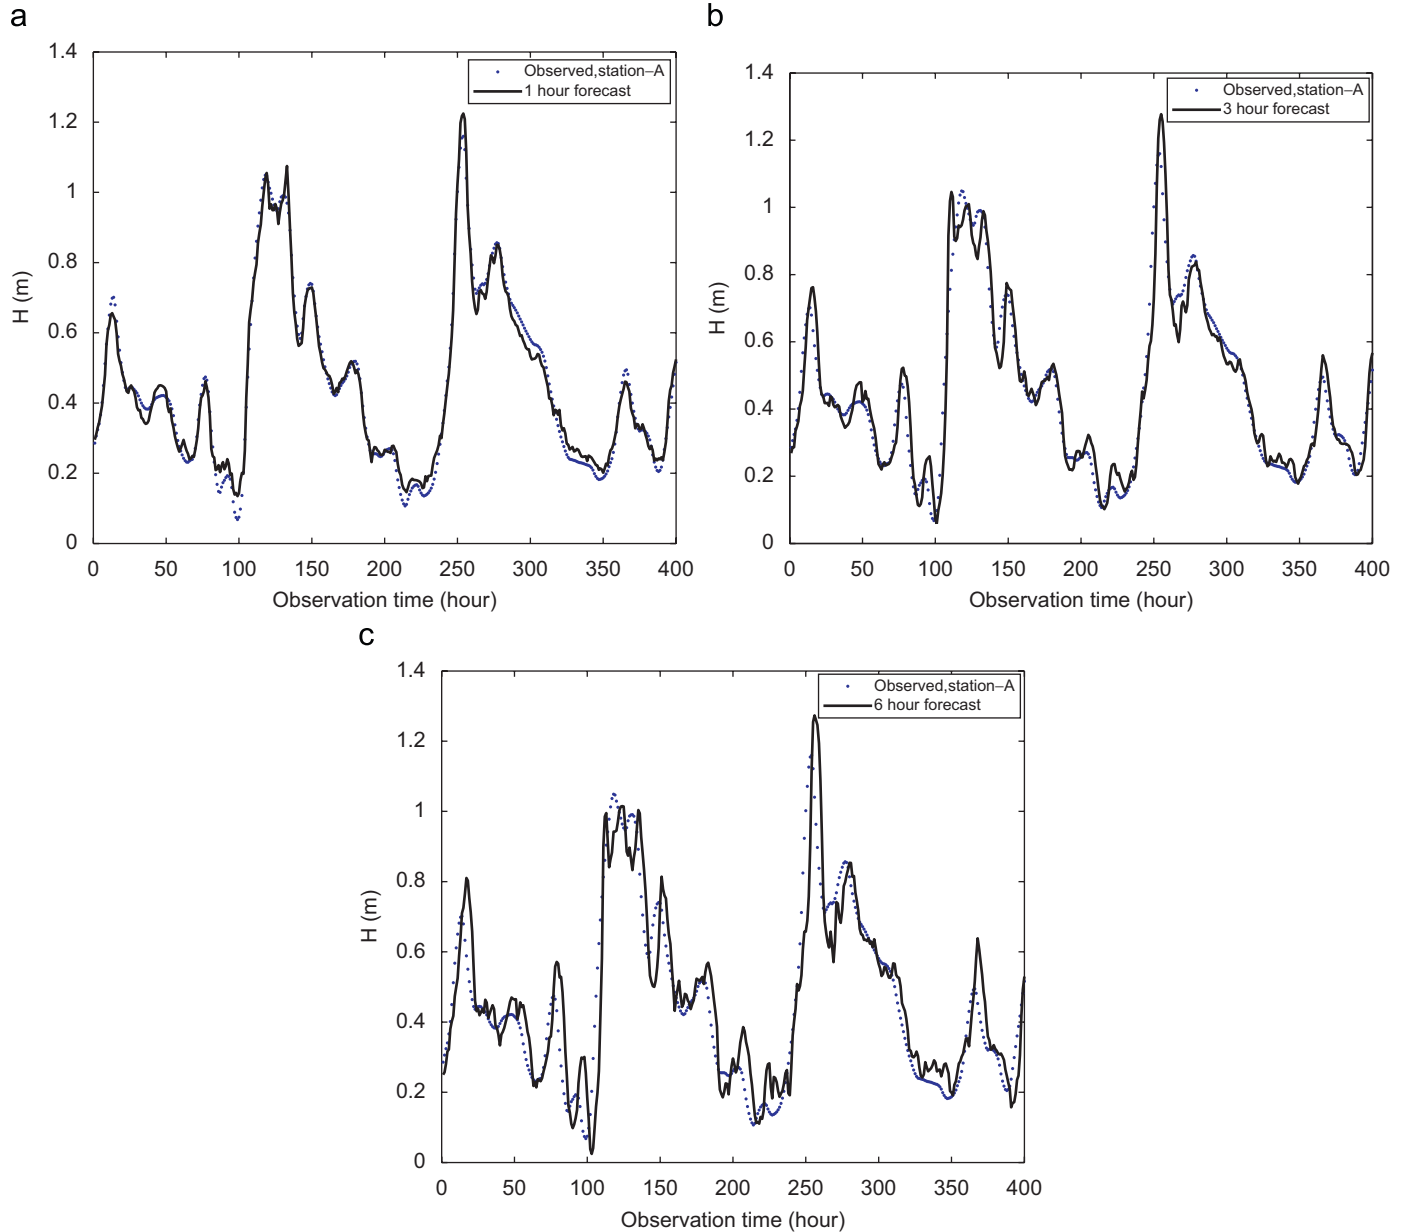 a
1.4
1.2
1
0.8
0.6
0.4
0.2
0
H (m)
Observed,station–A
1 hour forecast
0 50 100 150 200 250 300 350 400
Observation time (hour)
b
1.4
1.2
1
0.8
0.6
0.4
0.2
0
H (m)
Observed,station–A
3 hour forecast
0 50 100 150 200 250 300 350 400
Observation time (hour)
c
1.4
1.2
1
0.8
0.6
0.4
0.2
0
H (m)
Observed,station–A
6 hour forecast
0 50 100 150 200 250 300 350 400
Observation time (hour)